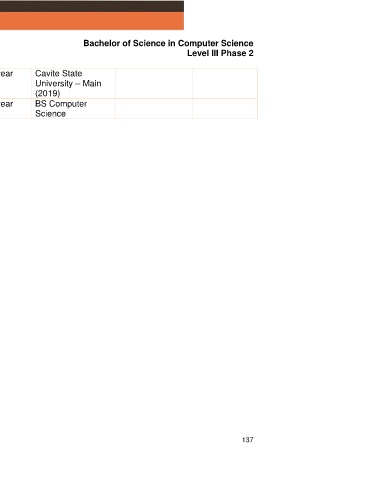 Bachelor of Science in Computer Science
Level III Phase 2
ear
Cavite State
University – Main
(2019)
ear
BS Computer
Science
137